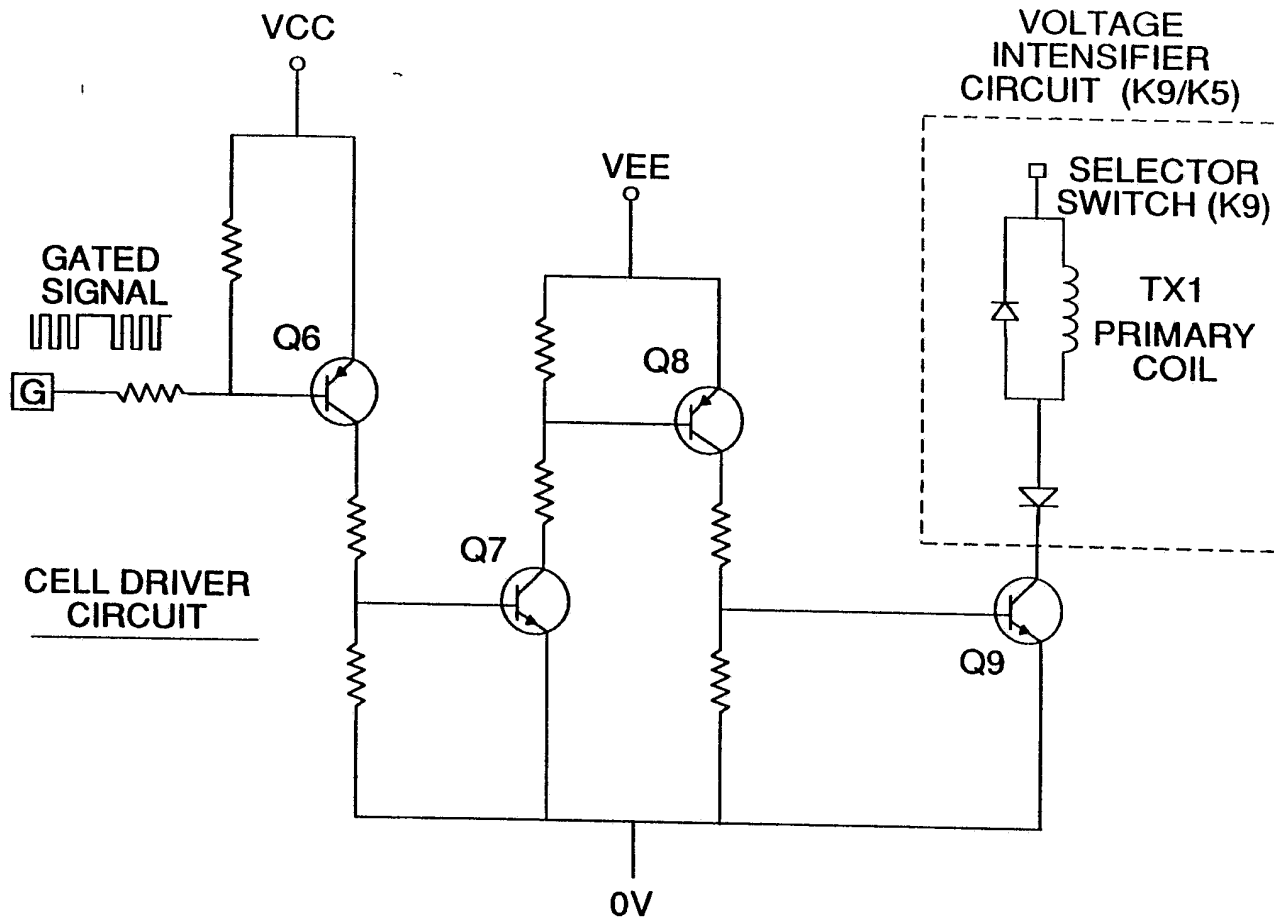 VCC
VOLTAGE
INTENSIFIER
CIRCUIT (K9/K5)
VEE
SELECTOR
SWITCH (K9)
GATED
SIGNAL
Q6
TX1
PRIMARY
COIL
Q8
G
Q7
CELL DRIVER
CIRCUIT
Q9
0V